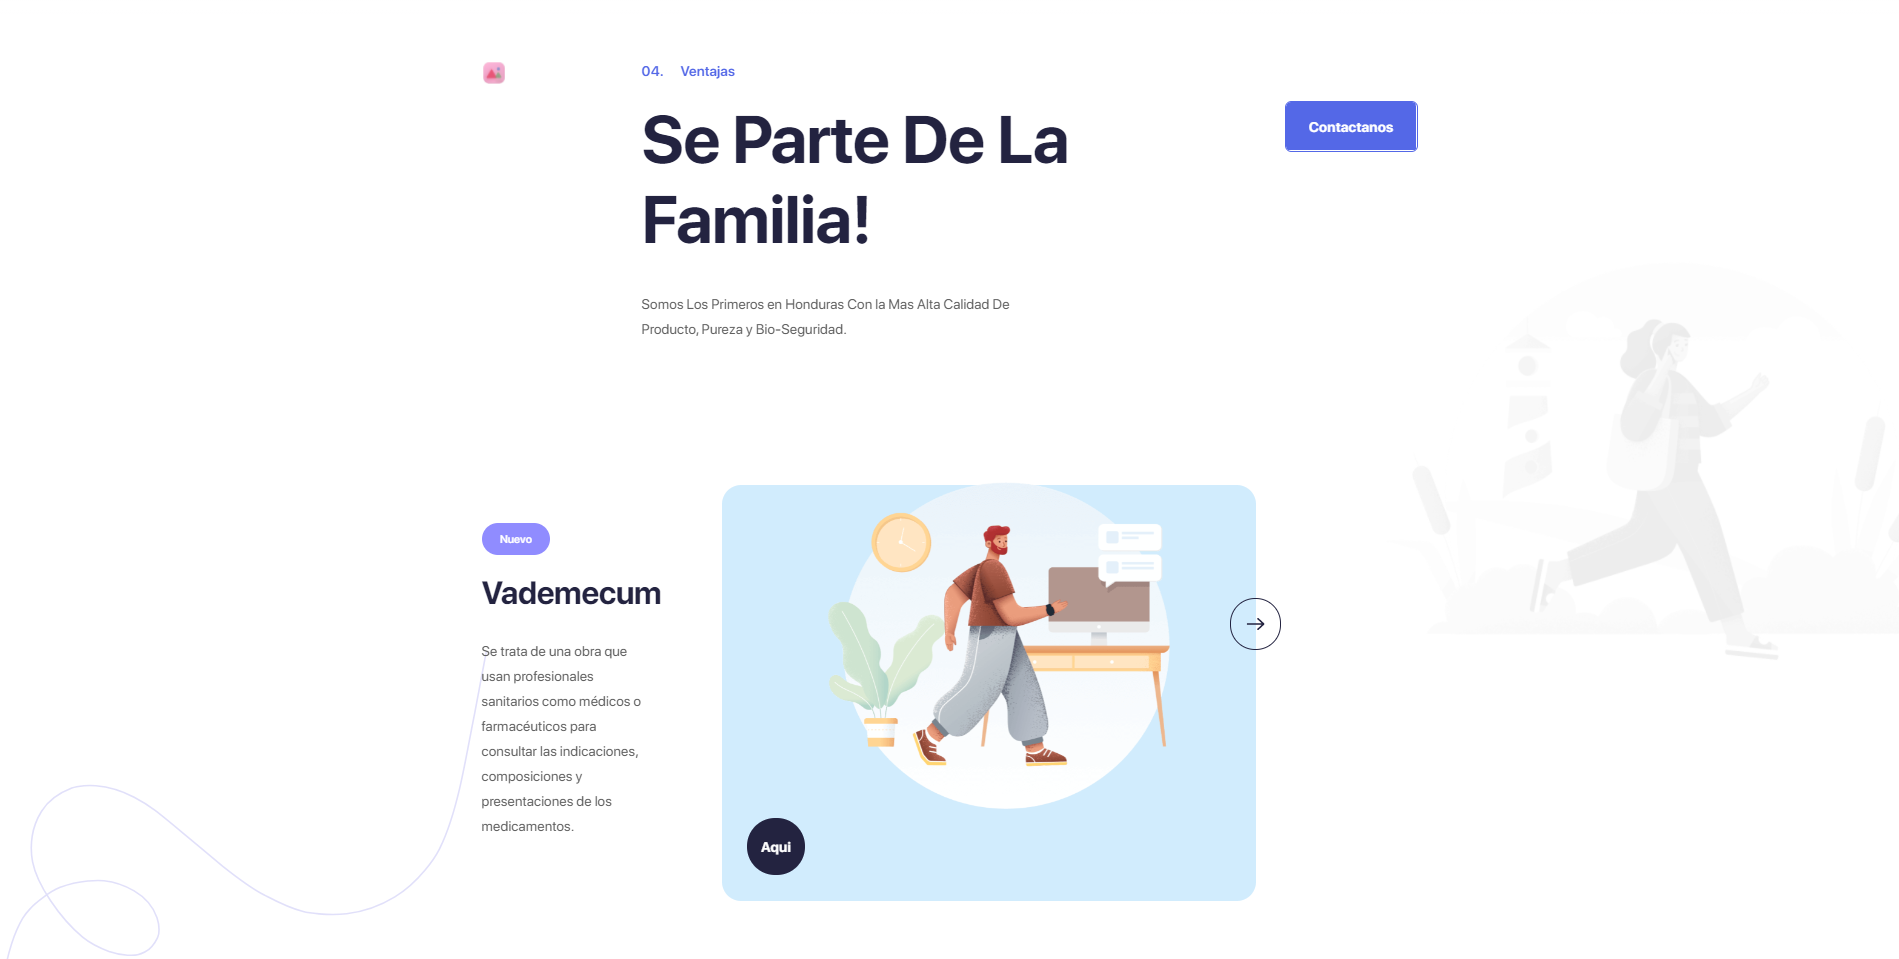 04. Ventajas
Se Parte De La
Familia!
Contactanos
Somos Los Primeros en Honduras Con la Mas Alta Calidad De
Producto, Pureza y Bio-Seguridad.
Nuevo
Vademecum
Se trata de una obra que
usan profesionales
sanitarios como médicos o
farmacéuticos para
consultar las indicaciones,
composiciones y
presentaciones de los
medicamentos.
Aqui